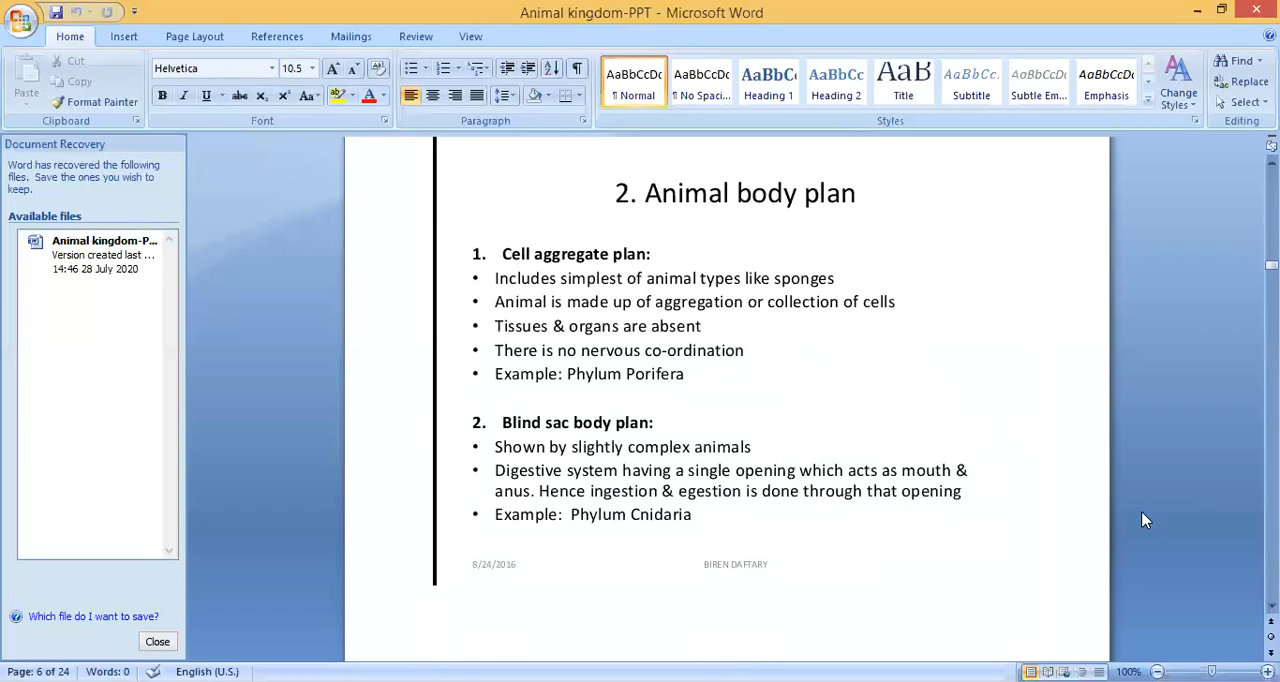 Animal kingdom-PPT - Microsoft Word
Home Insert Page Layout References Mailings Review View
Paste
Cut
Copy
Format Painter
Clipboard
Helvetica 10.5
Font
Paragraph
AaBbCcDc AaBbCcDc AaBbC AaBbCc AaB AaBbCc. AaBbCcDc AaBbCcDc
¶ Normal ¶ No Spaci... Heading 1 Heading 2 Title Subtitle Subtle Em... Emphasis
Styles
Change Styles
Find
Replace
Select
Editing
Document Recovery
Word has recovered the following
files. Save the ones you wish to
keep.
Available files
Animal kingdom-P...
Version created last ...
14:46 28 July 2020
Which file do I want to save?
Close
2. Animal body plan
1. Cell aggregate plan:
• Includes simplest of animal types like sponges
• Animal is made up of aggregation or collection of cells
• Tissues & organs are absent
• There is no nervous co-ordination
• Example: Phylum Porifera
2. Blind sac body plan:
• Shown by slightly complex animals
• Digestive system having a single opening which acts as mouth &
anus. Hence ingestion & egestion is done through that opening
• Example: Phylum Cnidaria
8/24/2016 BIREN DAFTARY
Page: 6 of 24 Words: 0 English (U.S.) 100%